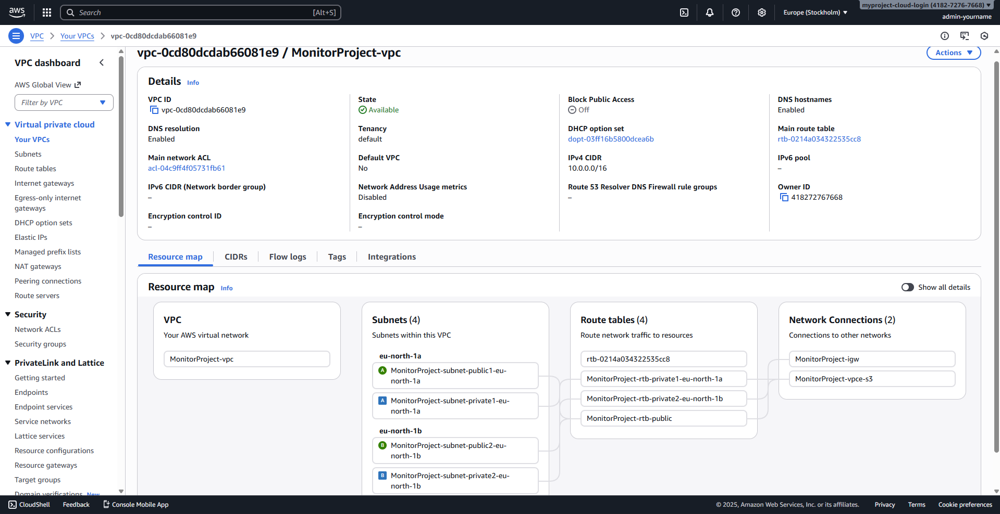 aws
Search
[Alt+S]
Europe (Stockholm)
myproject-cloud-login (4182-7276-7668)
admin-yourname
VPC
Your VPCs
vpc-0cd80dcdab66081e9
VPC dashboard
AWS Global View
Filter by VPC
Virtual private cloud
Your VPCs
Subnets
Route tables
Internet gateways
Egress-only internet
gateways
DHCP option sets
Elastic IPs
Managed prefix lists
NAT gateways
Peering connections
Route servers
Security
Network ACLs
Security groups
PrivateLink and Lattice
Getting started
Endpoints
Endpoint services
Service networks
Lattice services
Resource configurations
Resource gateways
Target groups
Domain verifications New
vpc-0cd80dcdab66081e9 / MonitorProject-vpc
Actions
Details Info
VPC ID
vpc-0cd80dcdab66081e9
State
Available
Block Public Access
Off
DNS hostnames
Enabled
DNS resolution
Enabled
Tenancy
default
DHCP option set
dopt-03ff16b5800dcea6b
Main route table
rtb-0214a034322535cc8
Main network ACL
acl-04c9ff4f05731fb61
Default VPC
No
IPv4 CIDR
10.0.0.0/16
IPv6 pool
–
IPv6 CIDR (Network border group)
–
Network Address Usage metrics
Disabled
Route 53 Resolver DNS Firewall rule groups
–
Owner ID
418272767668
Encryption control ID
–
Encryption control mode
–
Resource map
CIDRs
Flow logs
Tags
Integrations
Resource map Info
Show all details
VPC
Your AWS virtual network
MonitorProject-vpc
Subnets (4)
Subnets within this VPC
eu-north-1a
A MonitorProject-subnet-public1-eu-
north-1a
A MonitorProject-subnet-private1-eu-
north-1a
eu-north-1b
B MonitorProject-subnet-public2-eu-
north-1b
B MonitorProject-subnet-private2-eu-
north-1b
Route tables (4)
Route network traffic to resources
rtb-0214a034322535cc8
MonitorProject-rtb-private1-eu-north-1a
MonitorProject-rtb-private2-eu-north-1b
MonitorProject-rtb-public
Network Connections (2)
Connections to other networks
MonitorProject-igw
MonitorProject-vpce-s3
CloudShell
Feedback
Console Mobile App
© 2025, Amazon Web Services, Inc. or its affiliates.
Privacy
Terms
Cookie preferences